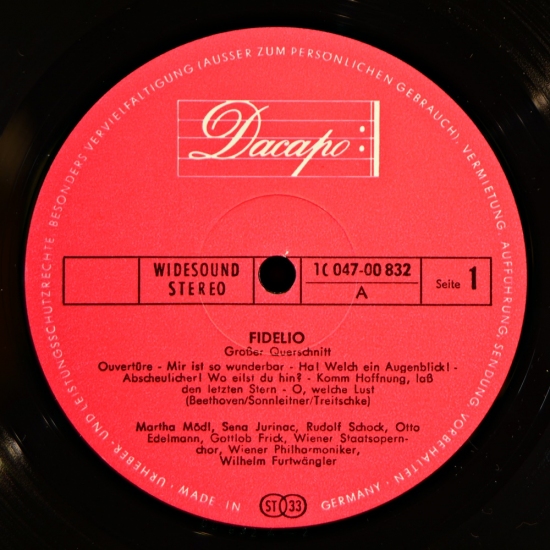 URHEBER- UND LEISTUNGSSCHUTZRECHTE, BESONDERS VERVIELFÄLTIGUNG (AUSSER ZUM PERSÖNLICHEN GEBRAUCH), VERMIETUNG, AUFFÜHRUNG, SENDUNG VORBEHALTEN · MADE IN GERMANY ·
Dacapo
WIDESOUND
STEREO
1C 047-00 832
A
Seite 1
FIDELIO
Großer Querschnitt
Ouvertüre - Mir ist so wunderbar - Ha! Welch ein Augenblick! -
Abscheulicher! Wo eilst du hin? - Komm Hoffnung, laß
den letzten Stern - O, welche Lust
(Beethoven/Sonnleitner/Treitschke)
Martha Mödl, Sena Jurinac, Rudolf Schock, Otto
Edelmann, Gottlob Frick, Wiener Staatsopern-
chor, Wiener Philharmoniker,
Wilhelm Furtwängler
ST 33